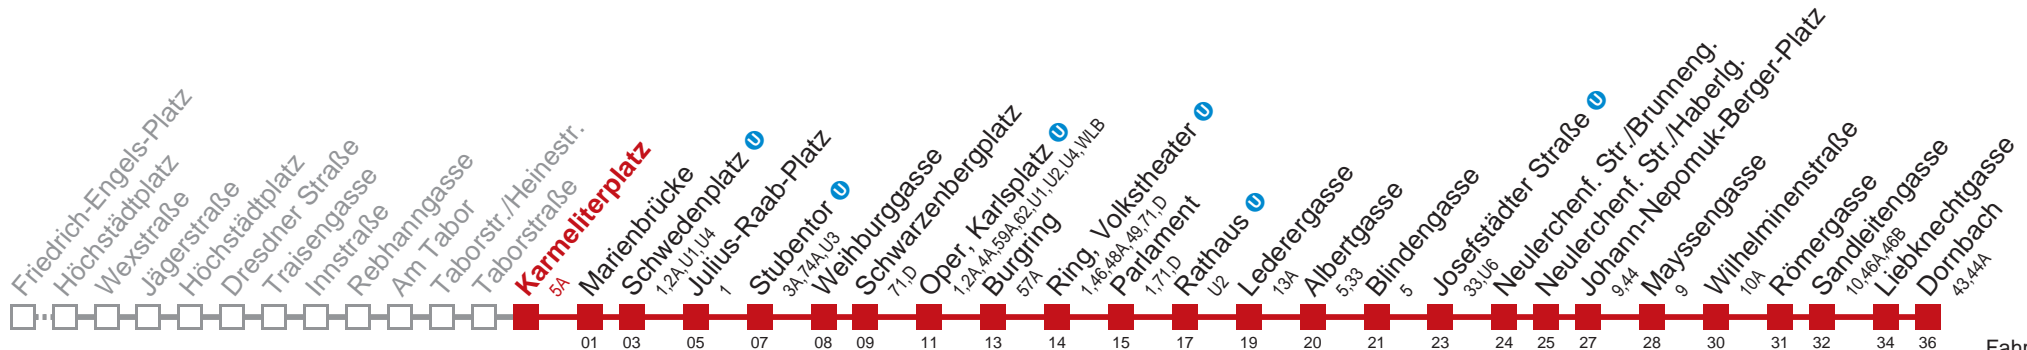 Friedrich-Engels-Platz
Höchstädtplatz
Wexstraße
Jägerstraße
Höchstädtplatz
Dresdner Straße
Traisengasse
Innstraße
Rebhanngasse
Am Tabor
Taborstr./Heinestr.
Taborstraße
Karmeliterplatz
5A
Marienbrücke
Schwedenplatz U
1,2A,U1,U4
Julius-Raab-Platz
1
Stubentor U
3A,74A,U3
Weihburggasse
Schwarzenbergplatz
71,D
Oper, Karlsplatz U
1,2A,4A,59A,62,U1,U2,U4,WLB
Burgring
57A
Ring, Volkstheater U
1,46,48A,49,71,D
Parlament
1,71,D
Rathaus U
U2
Lederergasse
13A
Albertgasse
5,33
Blindengasse
5
Josefstädter Straße U
33,U6
Neulerchenf. Str./Brunneng.
Neulerchenf. Str./Haberlg.
Johann-Nepomuk-Berger-Platz
9,44
Mayssengasse
9
Wilhelminenstraße
10A
Römergasse
Sandleitengasse
10,46A,46B
Liebknechtgasse
Dornbach
43,44A
01 03 05 07 08 09 11 13 14 15 17 19 20 21 23 24 25 27 28 30 31 32 34 36
Fahr